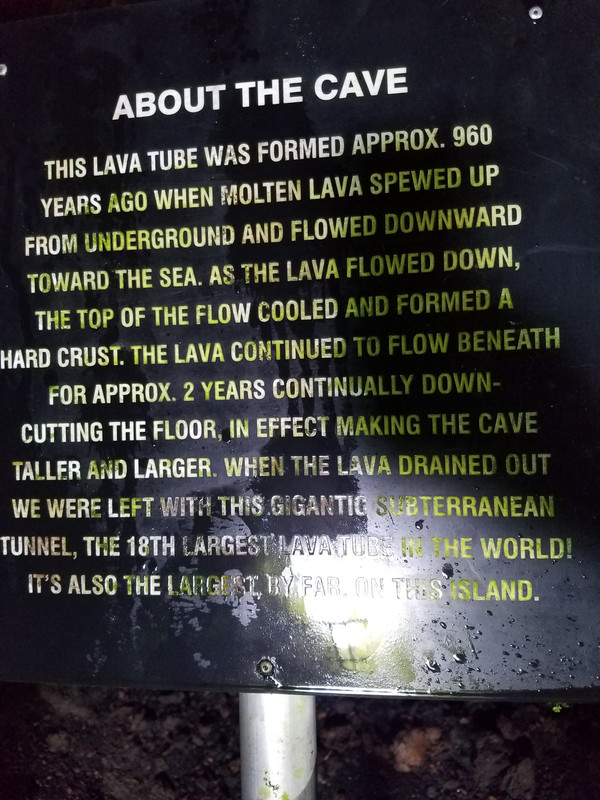 ABOUT THE CAVE
THIS LAVA TUBE WAS FORMED APPROX. 960
YEARS AGO WHEN MOLTEN LAVA SPEWED UP
FROM UNDERGROUND AND FLOWED DOWNWARD
TOWARD THE SEA. AS THE LAVA FLOWED DOWN,
THE TOP OF THE FLOW COOLED AND FORMED A
HARD CRUST. THE LAVA CONTINUED TO FLOW BENEATH
FOR APPROX. 2 YEARS CONTINUALLY DOWN-
CUTTING THE FLOOR, IN EFFECT MAKING THE CAVE
TALLER AND LARGER. WHEN THE LAVA DRAINED OUT
WE WERE LEFT WITH THIS GIGANTIC SUBTERRANEAN
TUNNEL, THE 18TH LARGEST LAVA TUBE IN THE WORLD!
IT'S ALSO THE LARGEST, BY FAR, ON THIS ISLAND.